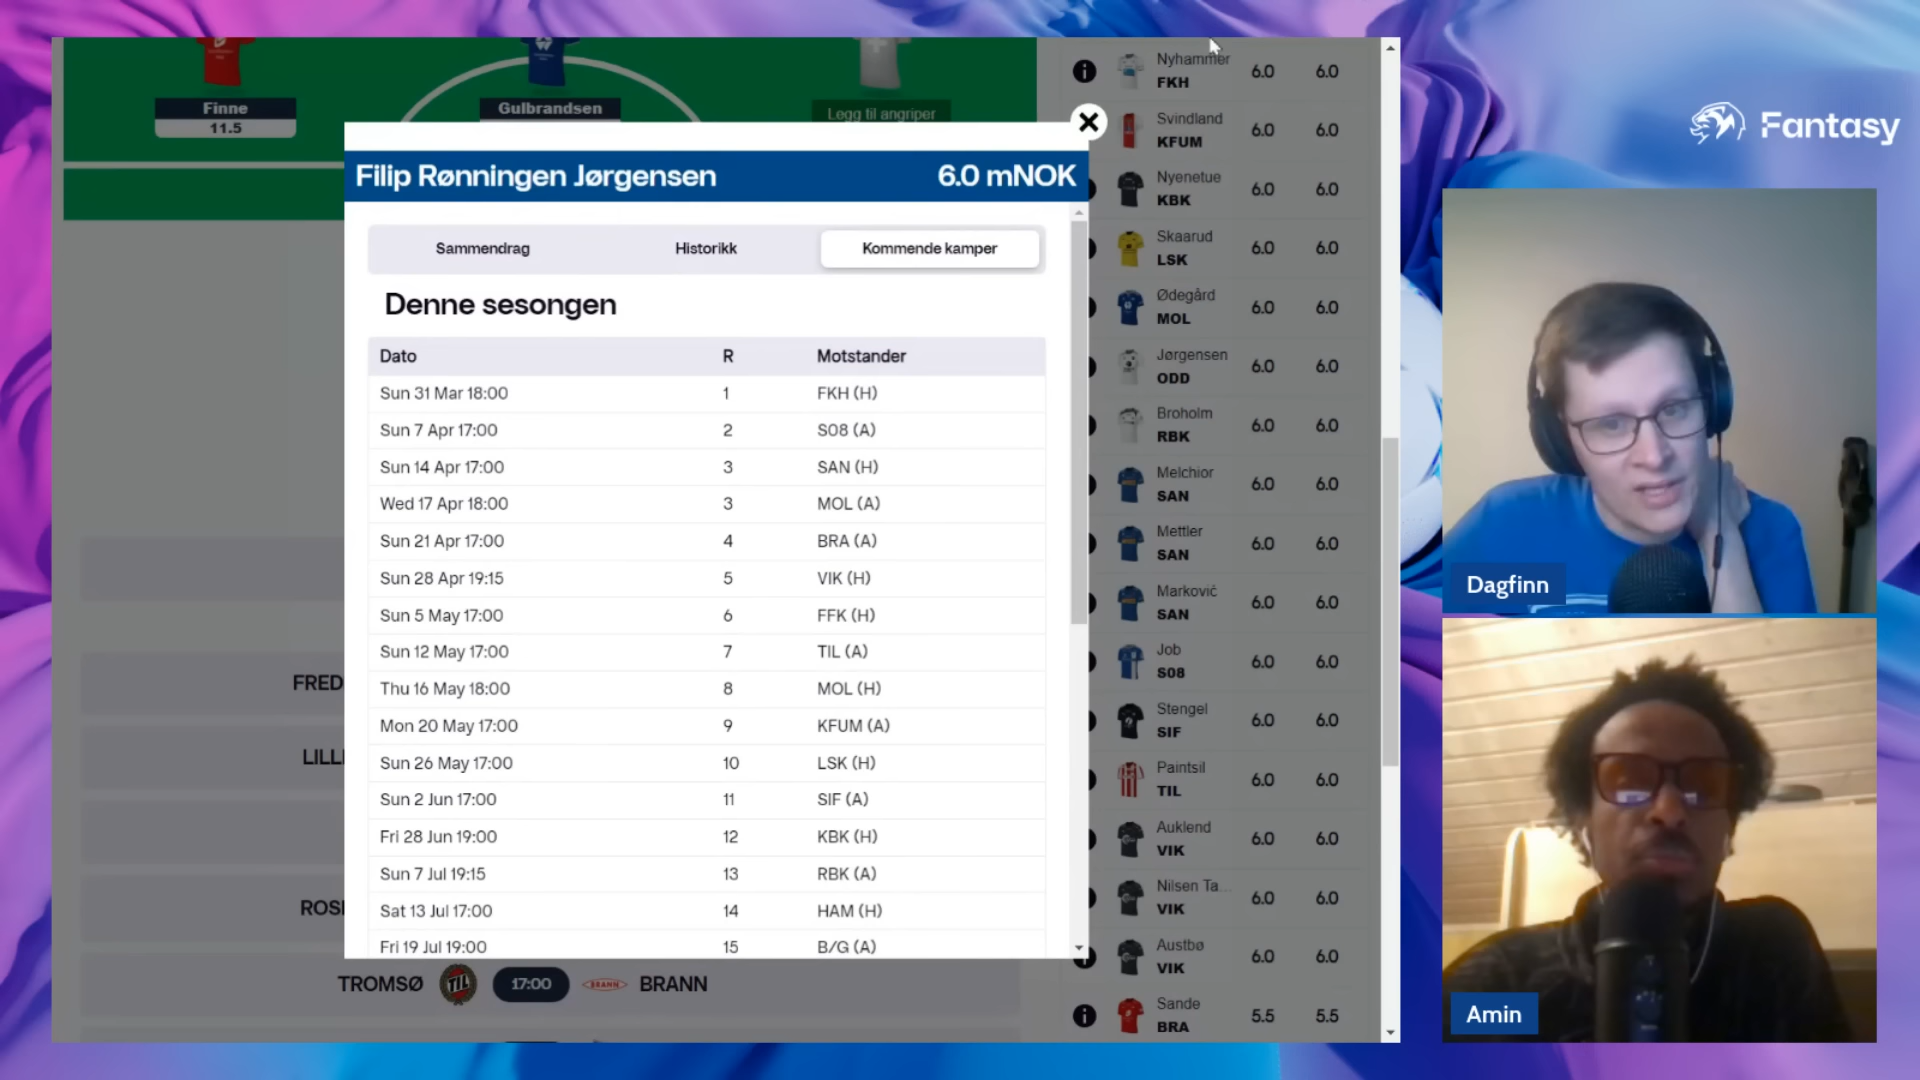 Finne
11.5
Gulbrandsen
Legg til angriper
Filip Rønningen Jørgensen 6.0 mNOK
Sammendrag Historikk Kommende kamper
Denne sesongen
Dato R Motstander
Sun 31 Mar 18:00 1 FKH (H)
Sun 7 Apr 17:00 2 S08 (A)
Sun 14 Apr 17:00 3 SAN (H)
Wed 17 Apr 18:00 3 MOL (A)
Sun 21 Apr 17:00 4 BRA (A)
Sun 28 Apr 19:15 5 VIK (H)
Sun 5 May 17:00 6 FFK (H)
Sun 12 May 17:00 7 TIL (A)
Thu 16 May 18:00 8 MOL (H)
Mon 20 May 17:00 9 KFUM (A)
Sun 26 May 17:00 10 LSK (H)
Sun 2 Jun 17:00 11 SIF (A)
Fri 28 Jun 19:00 12 KBK (H)
Sun 7 Jul 19:15 13 RBK (A)
Sat 13 Jul 17:00 14 HAM (H)
Fri 19 Jul 19:00 15 B/G (A)
FRED
LILL
ROS
TROMSØ TIL 17:00 BRANN BRANN
Nyhammer
FKH 6.0 6.0
Svindland
KFUM 6.0 6.0
Nyenetue
KBK 6.0 6.0
Skaarud
LSK 6.0 6.0
Ødegård
MOL 6.0 6.0
Jørgensen
ODD 6.0 6.0
Broholm
RBK 6.0 6.0
Melchior
SAN 6.0 6.0
Mettler
SAN 6.0 6.0
Marković
SAN 6.0 6.0
Job
S08 6.0 6.0
Stengel
SIF 6.0 6.0
Paintsil
TIL 6.0 6.0
Auklend
VIK 6.0 6.0
Nilsen Ta...
VIK 6.0 6.0
Austbø
VIK 6.0 6.0
Sande
BRA 5.5 5.5
Fantasy
Dagfinn
Amin